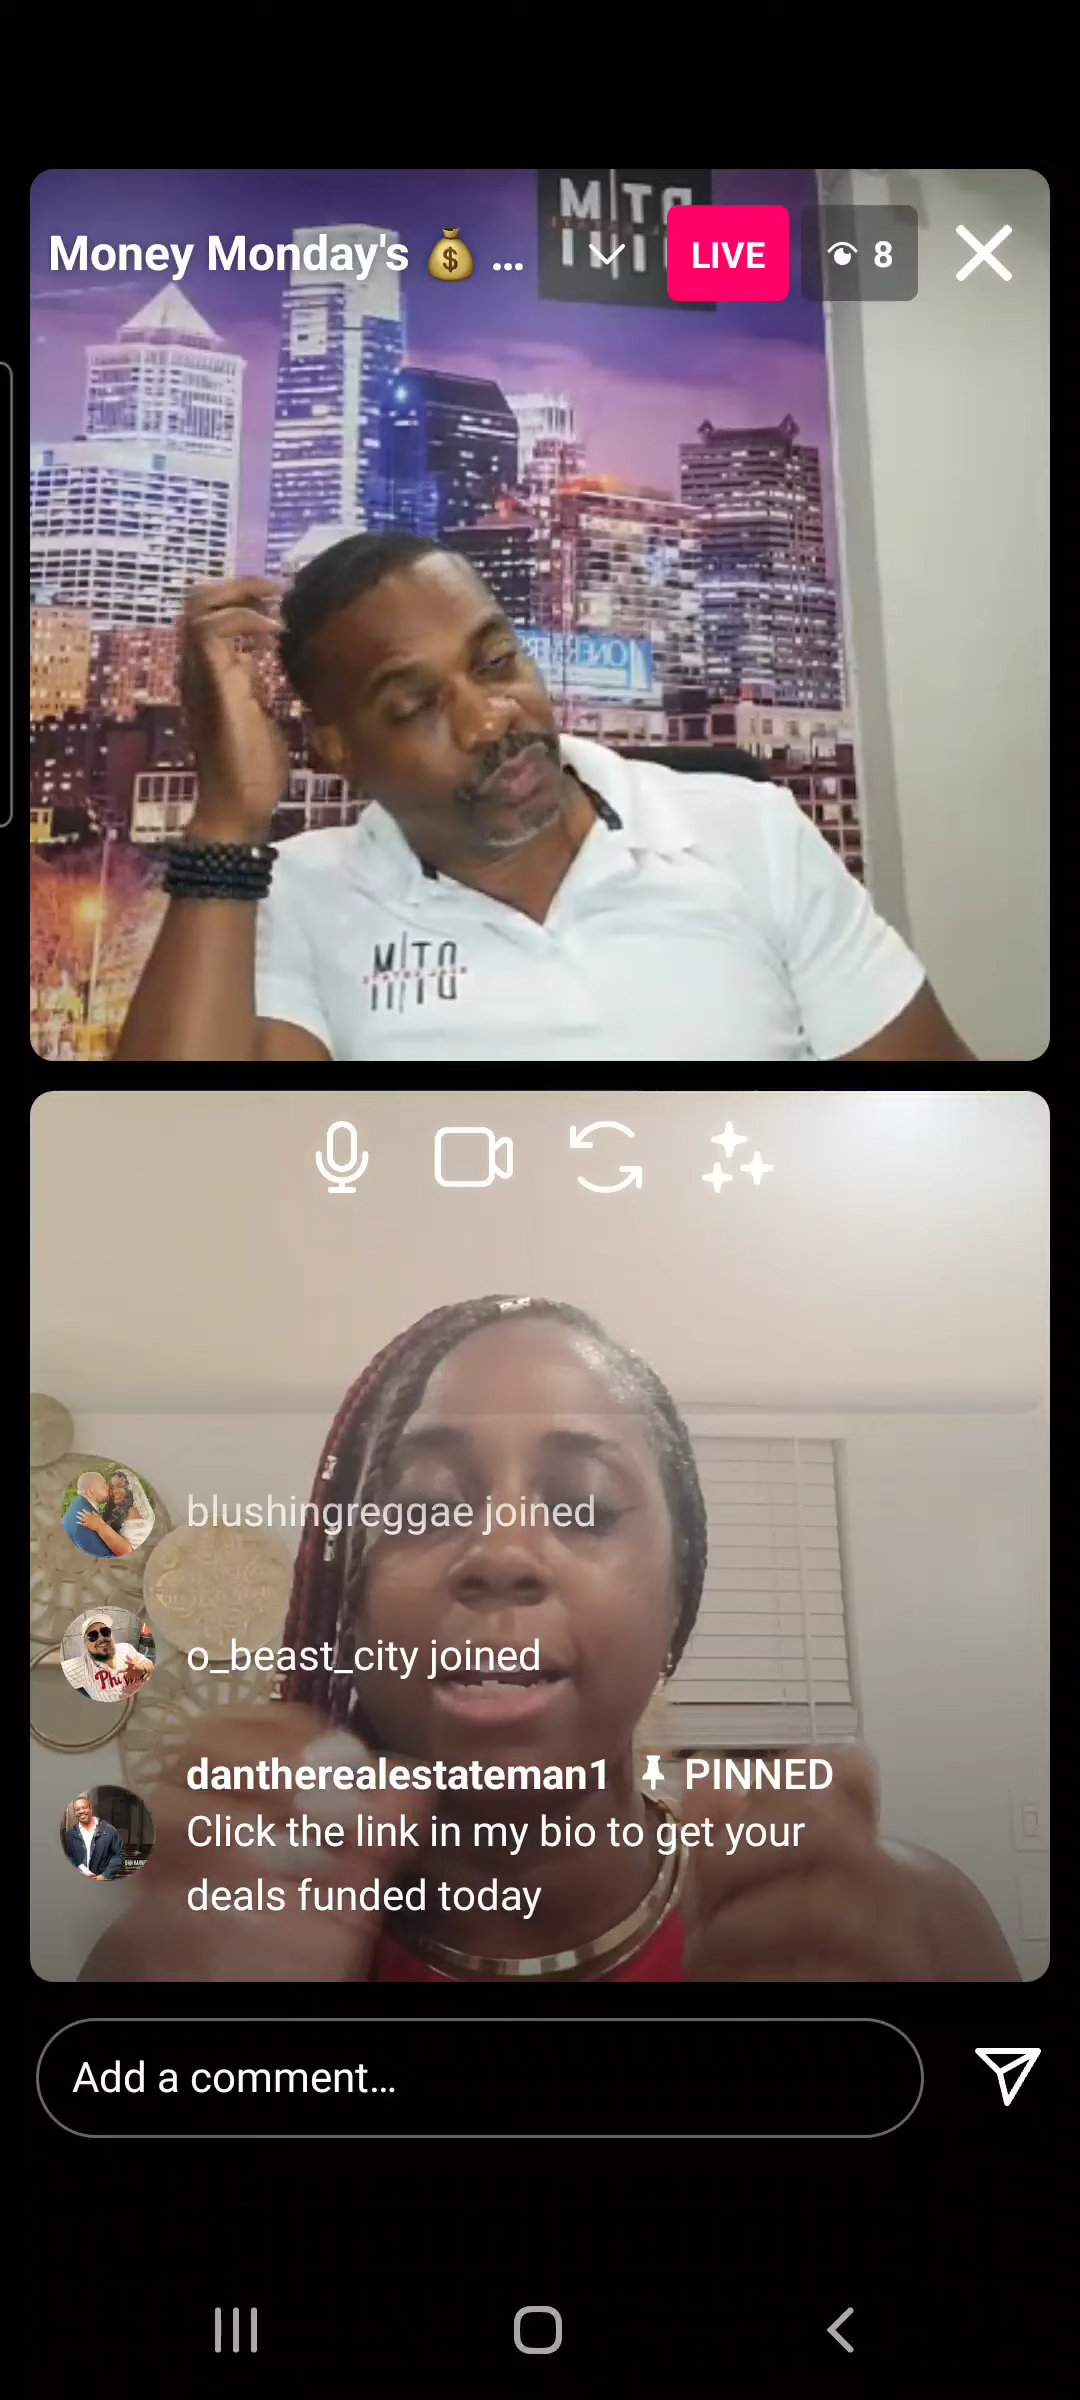 Money Monday's 💰 ...
LIVE
8
blushingreggae joined
o_beast_city joined
dantherealestateman1 PINNED
Click the link in my bio to get your
deals funded today
Add a comment...